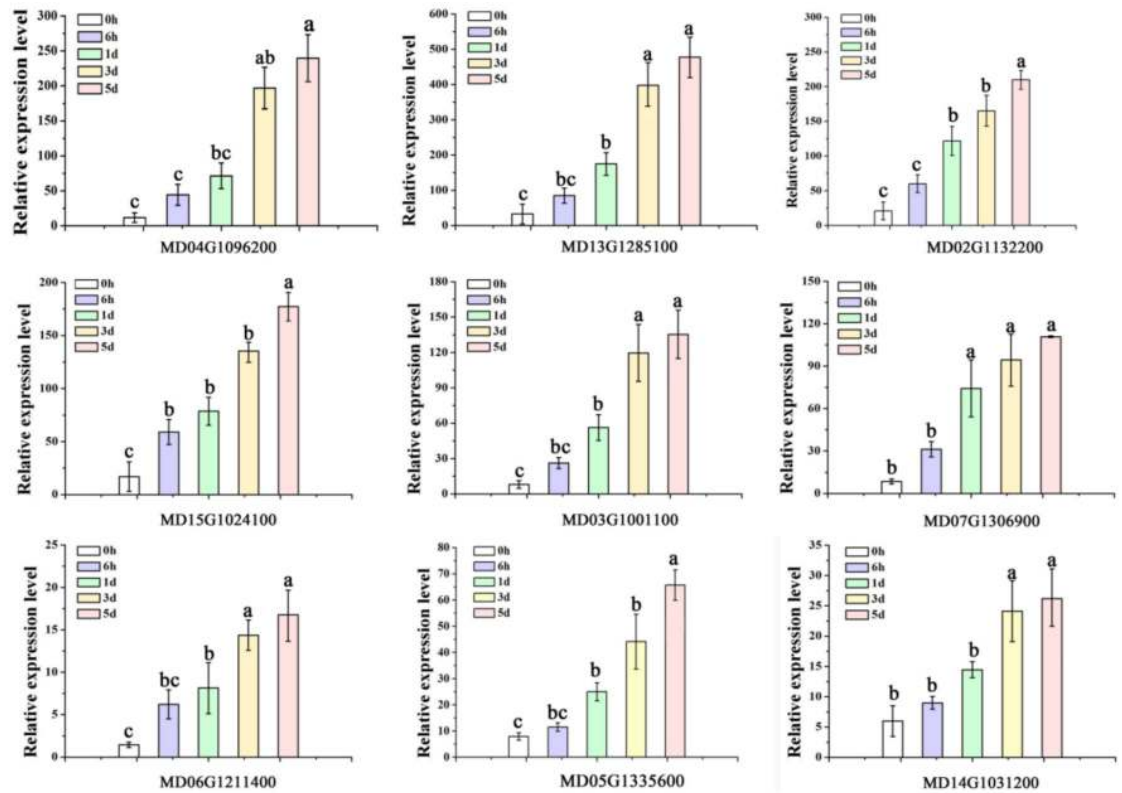 Relative expression level
300
250
200
150
100
50
0
0h
6h
1d
3d
5d
c
c
bc
ab
a
MD04G1096200
Relative expression level
600
500
400
300
200
100
0
0h
6h
1d
3d
5d
c
bc
b
a
a
MD13G1285100
Relative expression level
300
250
200
150
100
50
0
0h
6h
1d
3d
5d
c
c
b
b
a
MD02G1132200
Relative expression level
200
150
100
50
0
0h
6h
1d
3d
5d
c
b
b
b
a
MD15G1024100
Relative expression level
180
150
120
90
60
30
0
0h
6h
1d
3d
5d
c
bc
b
a
a
MD03G1001100
Relative expression level
150
120
90
60
30
0
0h
6h
1d
3d
5d
b
b
a
a
a
MD07G1306900
Relative expression level
25
20
15
10
5
0
0h
6h
1d
3d
5d
c
bc
b
a
a
MD06G1211400
Relative expression level
80
70
60
50
40
30
20
10
0
0h
6h
1d
3d
5d
c
bc
b
b
a
MD05G1335600
Relative expression level
35
30
25
20
15
10
5
0
0h
6h
1d
3d
5d
b
b
b
a
a
MD14G1031200